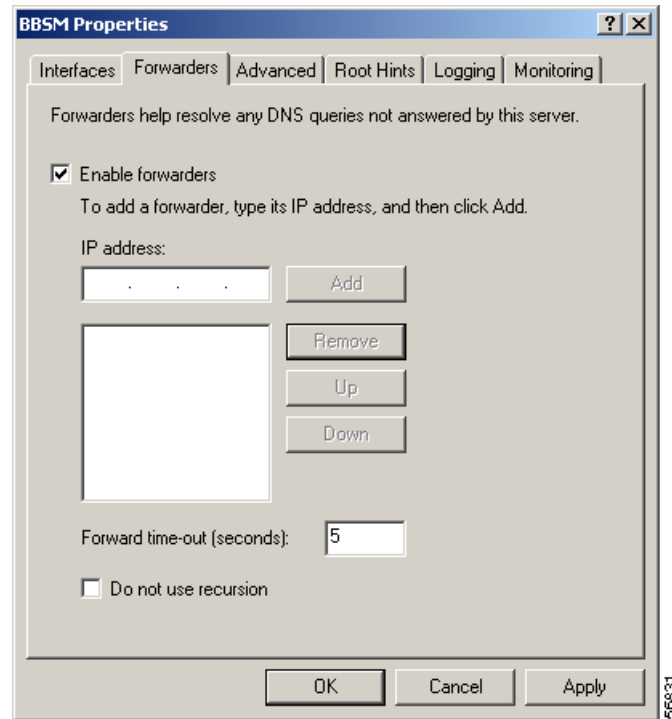 BBSM Properties
Interfaces Forwarders Advanced Root Hints Logging Monitoring
Forwarders help resolve any DNS queries not answered by this server.
Enable forwarders
To add a forwarder, type its IP address, and then click Add.
IP address:
. . . Add
Remove
Up
Down
Forward time-out (seconds): 5
Do not use recursion
OK Cancel Apply
56831